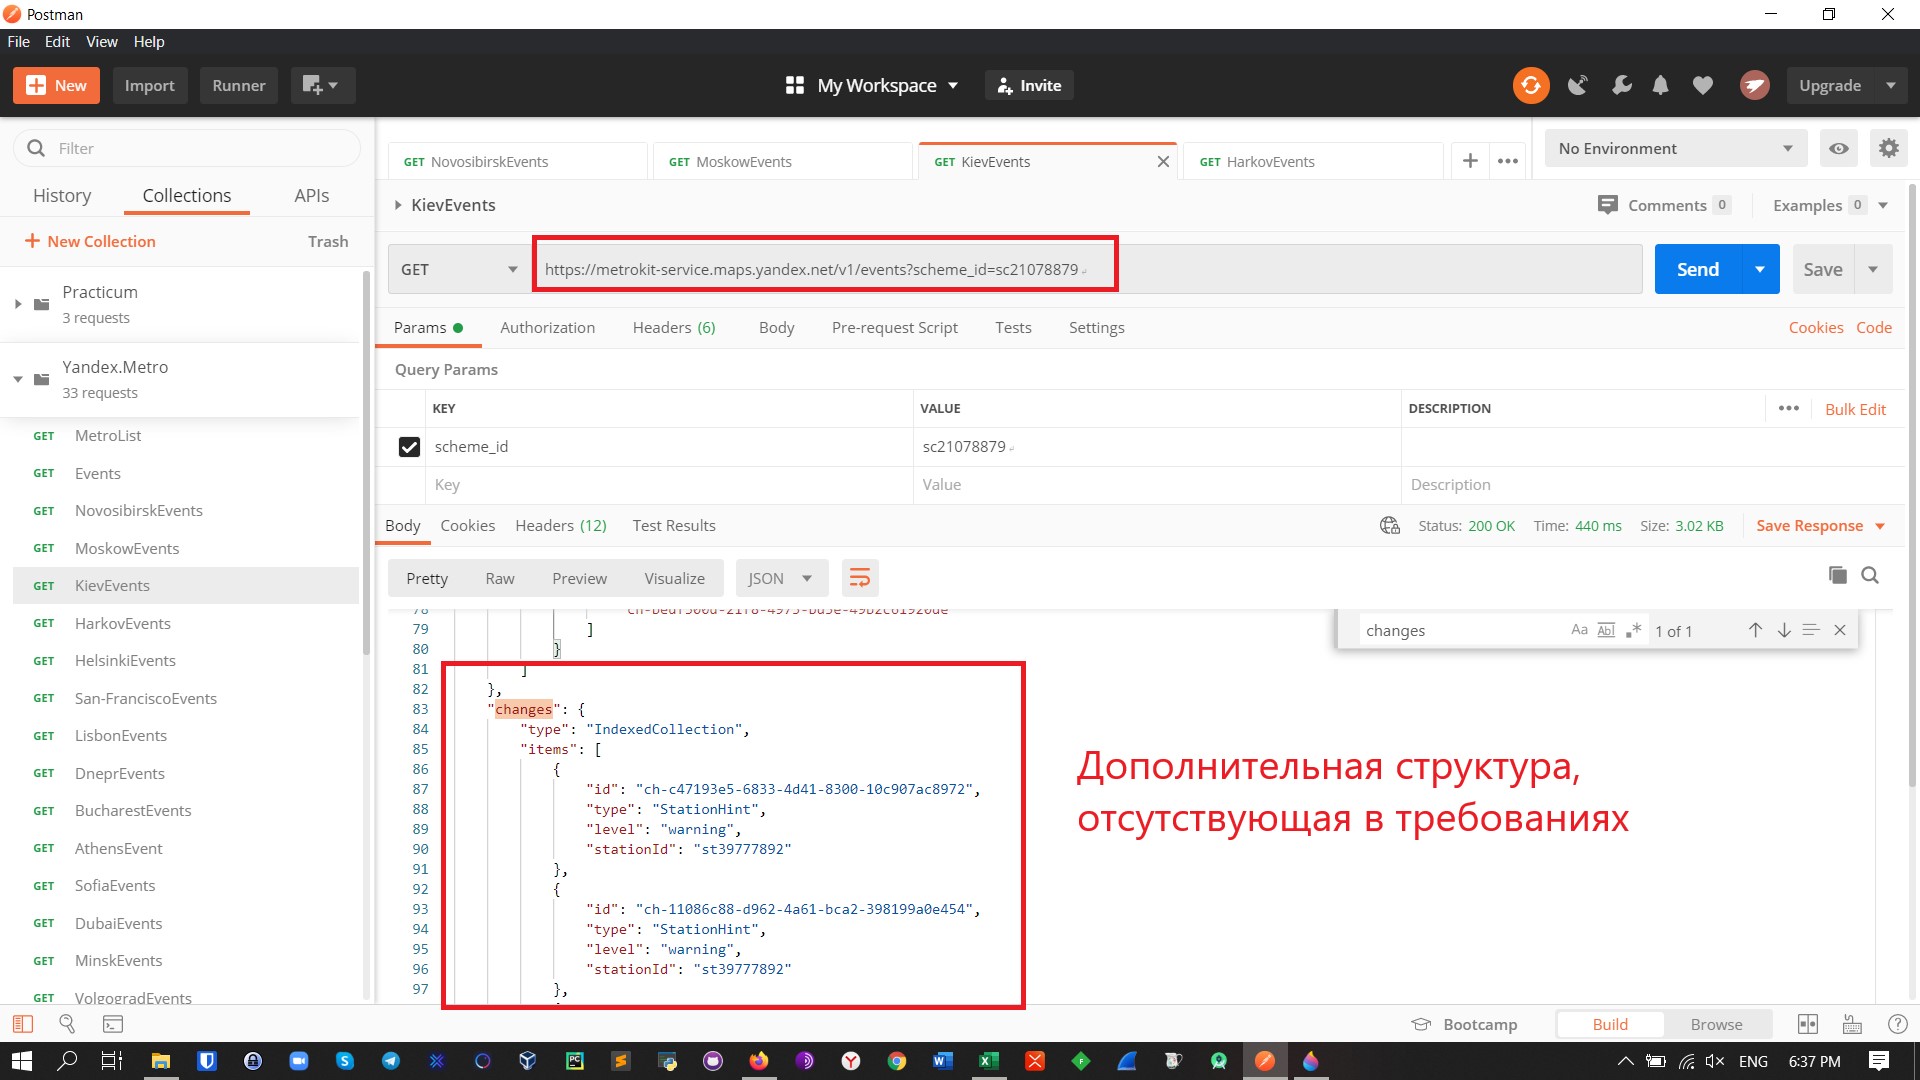 Postman
File Edit View Help
New Import Runner My Workspace Invite Upgrade
Filter
History Collections APIs
New Collection Trash
Practicum
3 requests
Yandex.Metro
33 requests
GET MetroList
GET Events
GET NovosibirskEvents
GET MoskowEvents
GET KievEvents
GET HarkovEvents
GET HelsinkiEvents
GET San-FranciscoEvents
GET LisbonEvents
GET DneprEvents
GET BucharestEvents
GET AthensEvent
GET SofiaEvents
GET DubaiEvents
GET MinskEvents
GET VolgogradEvents
GET NovosibirskEvents GET MoskowEvents GET KievEvents GET HarkovEvents
No Environment
KievEvents
Comments 0 Examples 0
GET https://metrokit-service.maps.yandex.net/v1/events?scheme_id=sc21078879 Send Save
Params Authorization Headers (6) Body Pre-request Script Tests Settings Cookies Code
Query Params
KEY VALUE DESCRIPTION Bulk Edit
scheme_id sc21078879
Key Value Description
Body Cookies Headers (12) Test Results Status: 200 OK Time: 440 ms Size: 3.02 KB Save Response
Pretty Raw Preview Visualize JSON
changes Aa Abl 1 of 1
78
79 ]
80 }
81 ]
82 },
83 "changes": {
84 "type": "IndexedCollection",
85 "items": [
86 {
87 "id": "ch-c47193e5-6833-4d41-8300-10c907ac8972",
88 "type": "StationHint",
89 "level": "warning",
90 "stationId": "st39777892"
91 },
92 {
93 "id": "ch-11086c88-d962-4a61-bca2-398199a0e454",
94 "type": "StationHint",
95 "level": "warning",
96 "stationId": "st39777892"
97 },
Дополнительная структура,
отсутствующая в требованиях
Bootcamp Build Browse
ENG 6:37 PM